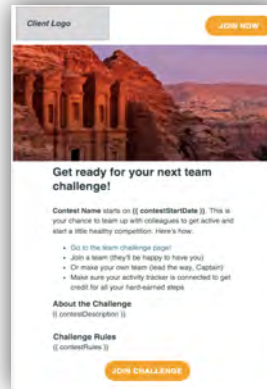 Client Logo
JOIN NOW
Get ready for your next team
challenge!
Contest Name starts on {{ contestStartDate }}. This is
your chance to team up with colleagues to get active and
start a little healthy competition. Here's how:
• Go to the team challenge page!
• Join a team (they'll be happy to have you)
• Or make your own team (lead the way, Captain)
• Make sure your activity tracker is connected to get
credit for all your hard-earned steps
About the Challenge
{{ contestDescription }}
Challenge Rules
{{ contestRules }}
JOIN CHALLENGE